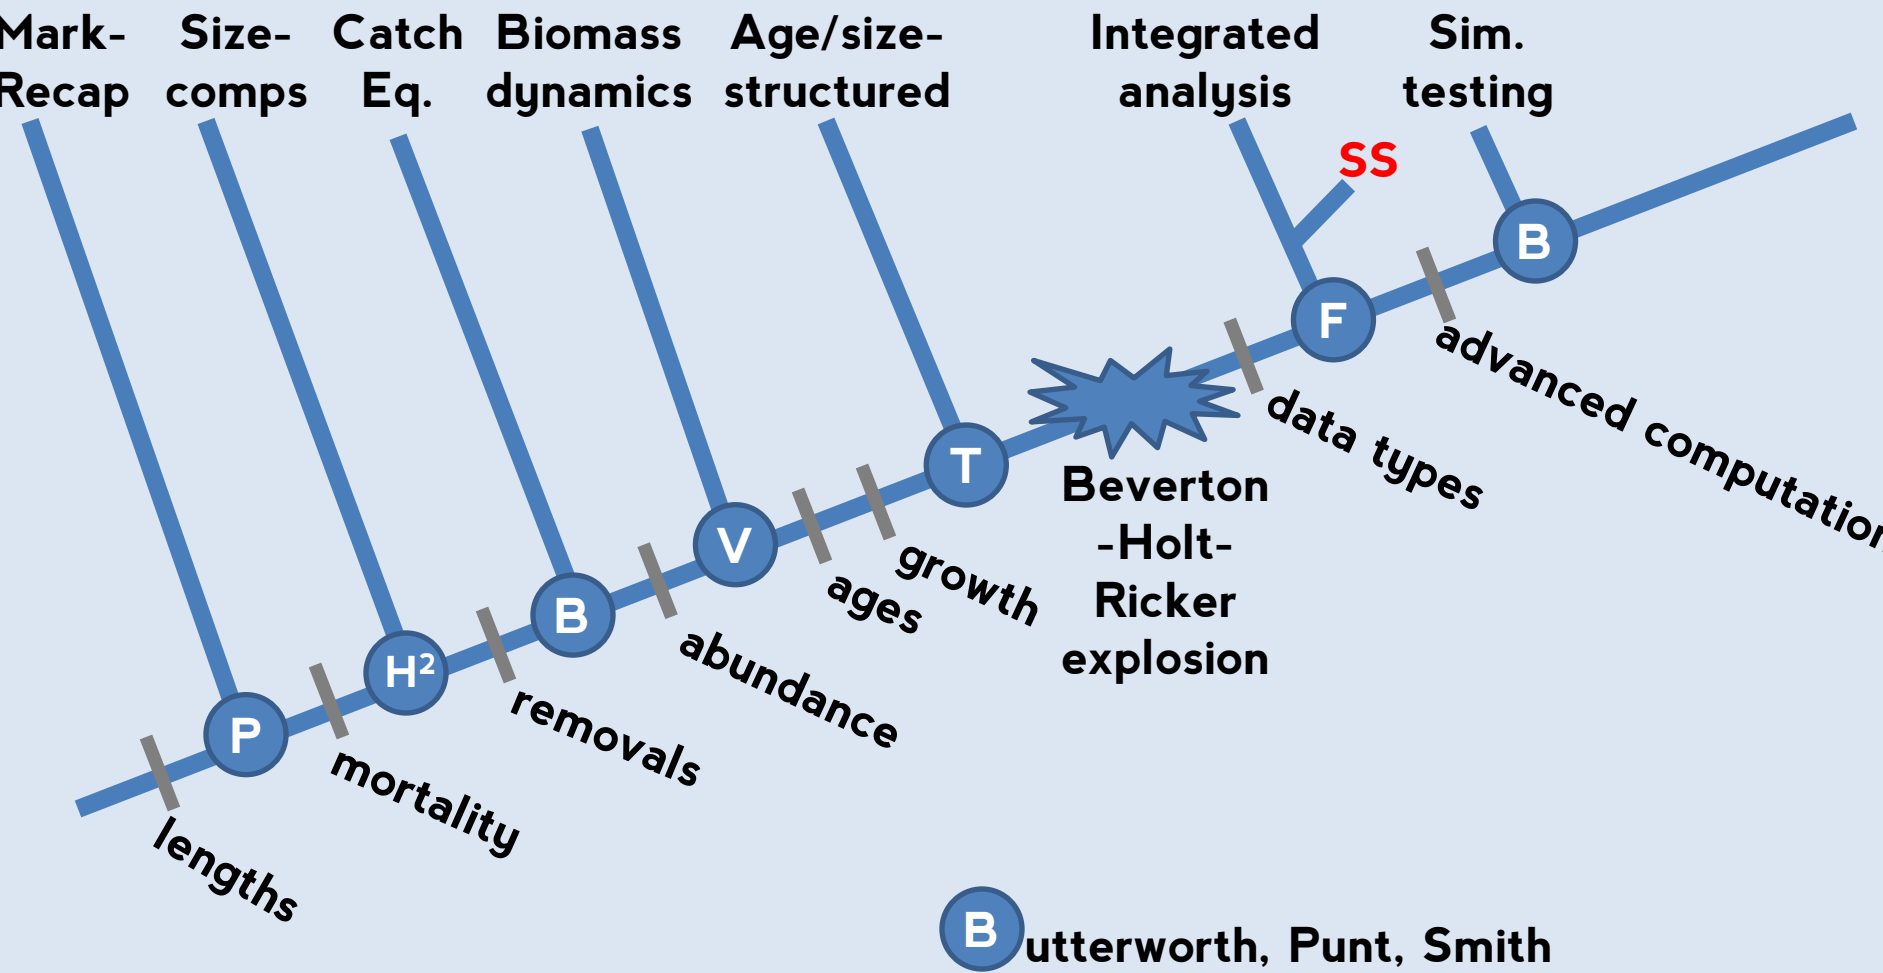 Mark-
Recap
Size-
comps
Catch
Eq.
Biomass
dynamics
Age/size-
structured
Integrated
analysis
Sim.
testing
SS
B
F
T
V
B
H²
P
advanced computation
data types
Beverton
-Holt-
Ricker
explosion
growth
ages
abundance
removals
mortality
lengths
Butterworth, Punt, Smith